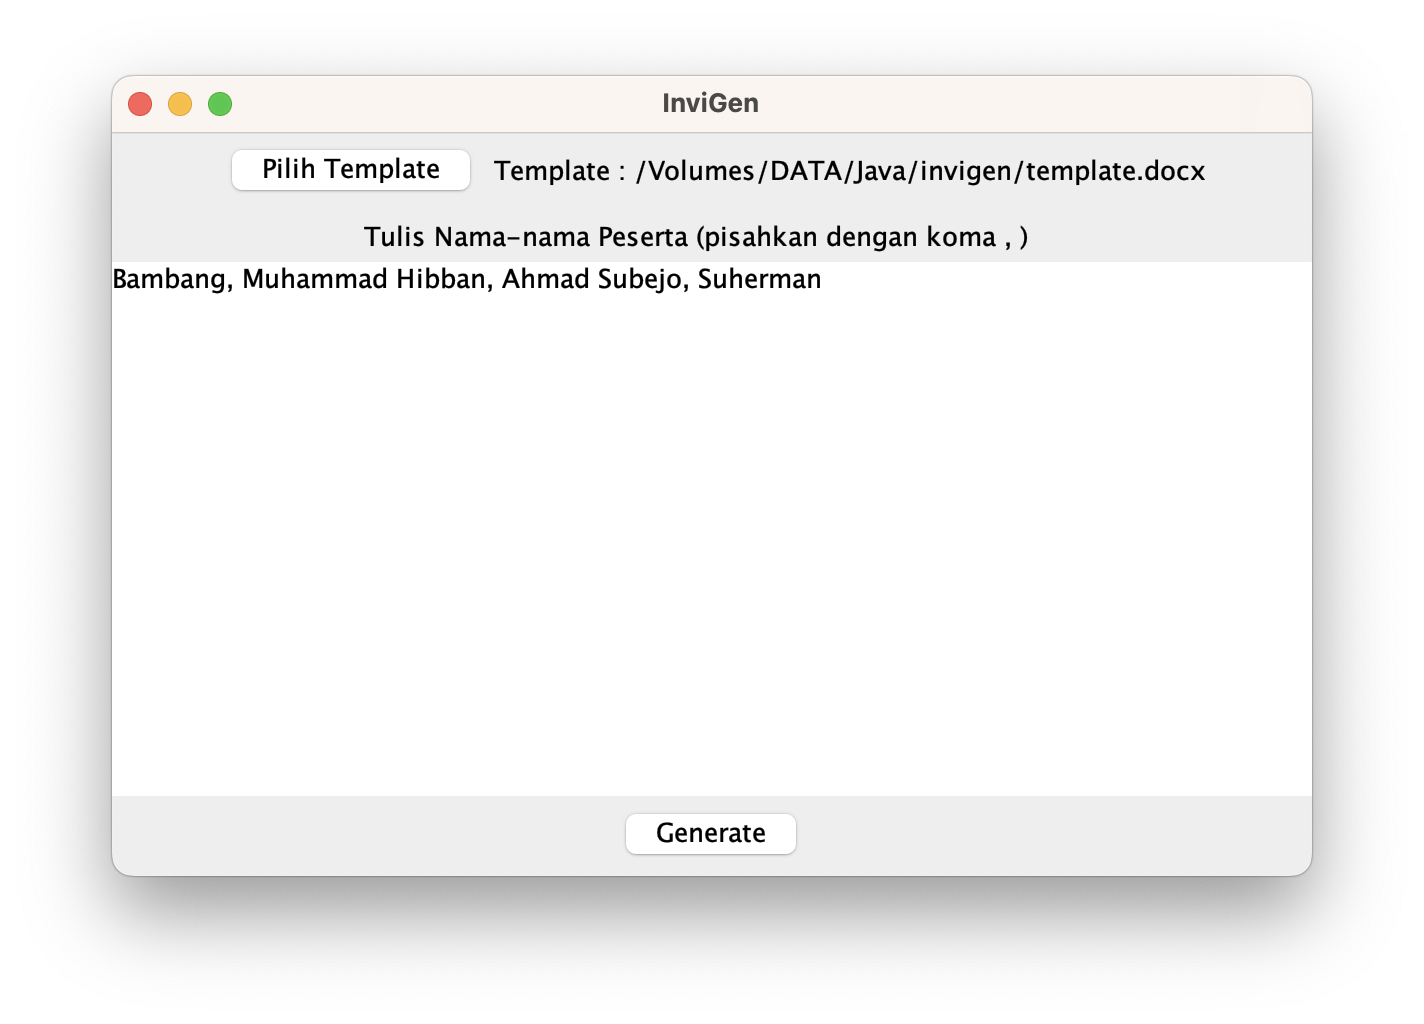 InviGen
Pilih Template Template : /Volumes/DATA/Java/invigen/template.docx
Tulis Nama-nama Peserta (pisahkan dengan koma , )
Bambang, Muhammad Hibban, Ahmad Subejo, Suherman
Generate